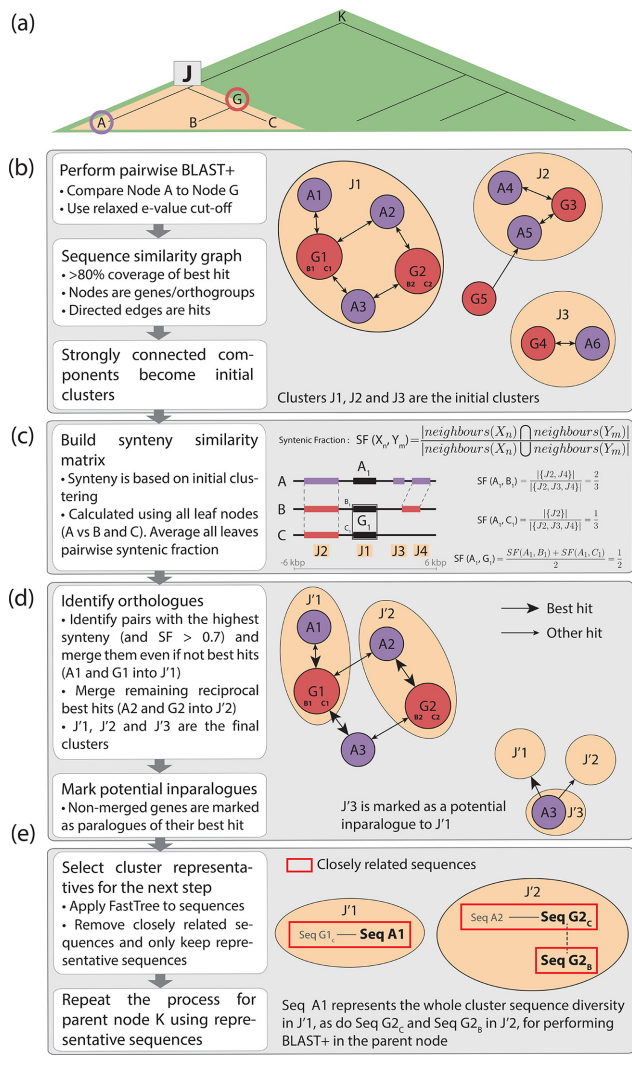 (a)
K
J
A
G
B
C
(b)
Perform pairwise BLAST+
• Compare Node A to Node G
• Use relaxed e-value cut-off
Sequence similarity graph
• >80% coverage of best hit
• Nodes are genes/orthogroups
• Directed edges are hits
Strongly connected com-
ponents become initial
clusters
J1
A1
A2
G1
B1 C1
G2
B2 C2
A3
J2
A4
G3
A5
G5
J3
G4
A6
Clusters J1, J2 and J3 are the initial clusters
(c)
Build synteny similarity
matrix
• Synteny is based on initial clus-
tering
• Calculated using all leaf nodes
(A vs B and C). Average all leaves
pairwise syntenic fraction
Syntenic Fraction : SF (Xn, Ym) = |neighbours(Xn) ⋂ neighbours(Ym)| / |neighbours(Xn) ⋃ neighbours(Ym)|
A1
A
B1
B
G1
C1
C
J2 J1 J3 J4
-6 kbp 6 kbp
SF (A1, B1) = |{J2, J4}| / |{J2, J3, J4}| = 2/3
SF (A1, C1) = |{J2}| / |{J2, J3, J4}| = 1/3
SF (A1, G1) = SF(A1, B1) + SF(A1, C1) / 2 = 1/2
(d)
Identify orthologues
• Identify pairs with the highest
synteny (and SF > 0.7) and
merge them even if not best hits
(A1 and G1 into J'1)
• Merge remaining reciprocal
best hits (A2 and G2 into J'2)
• J'1, J'2 and J'3 are the final
clusters
Mark potential inparalogues
• Non-merged genes are marked
as paralogues of their best hit
J'1
A1
G1
B1 C1
J'2
A2
G2
B2 C2
A3
Best hit
Other hit
J'1
J'2
A3
J'3
J'3 is marked as a potential
inparalogue to J'1
(e)
Select cluster representa-
tives for the next step
• Apply FastTree to sequences
• Remove closely related se-
quences and only keep repre-
sentative sequences
Repeat the process for
parent node K using repre-
sentative sequences
Closely related sequences
J'1
Seq G1c Seq A1
J'2
Seq A2 Seq G2C
Seq G2B
Seq A1 represents the whole cluster sequence diversity
in J'1, as do Seq G2C and Seq G2B in J'2, for performing
BLAST+ in the parent node